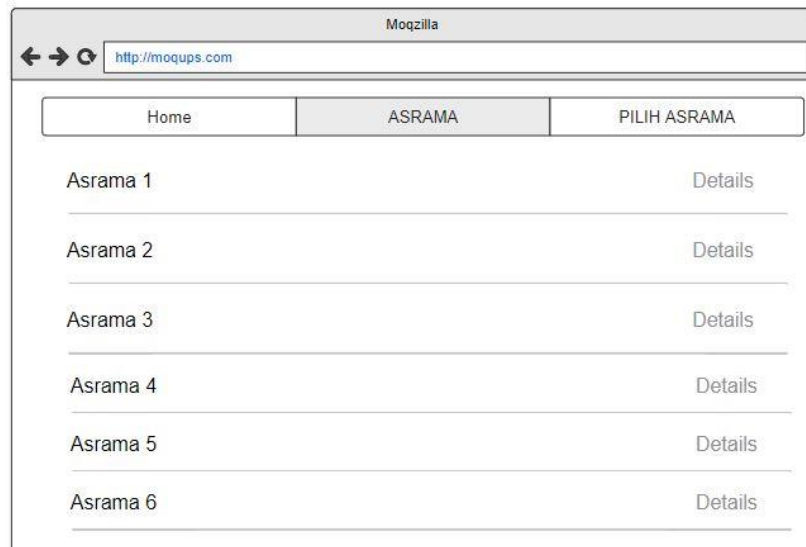 Moqzilla
http://moqups.com
Home ASRAMA PILIH ASRAMA
Asrama 1 Details
Asrama 2 Details
Asrama 3 Details
Asrama 4 Details
Asrama 5 Details
Asrama 6 Details